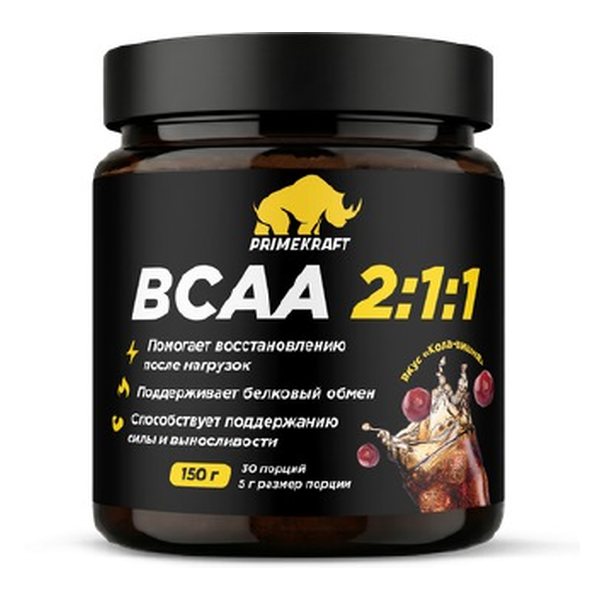 PRIMEKRAFT
BCAA 2:1:1
Помогает восстановлению
после нагрузок
Поддерживает белковый обмен
Способствует поддержанию
силы и выносливости
вкус «Кола-вишня»
150 г
30 порций
5 г размер порции